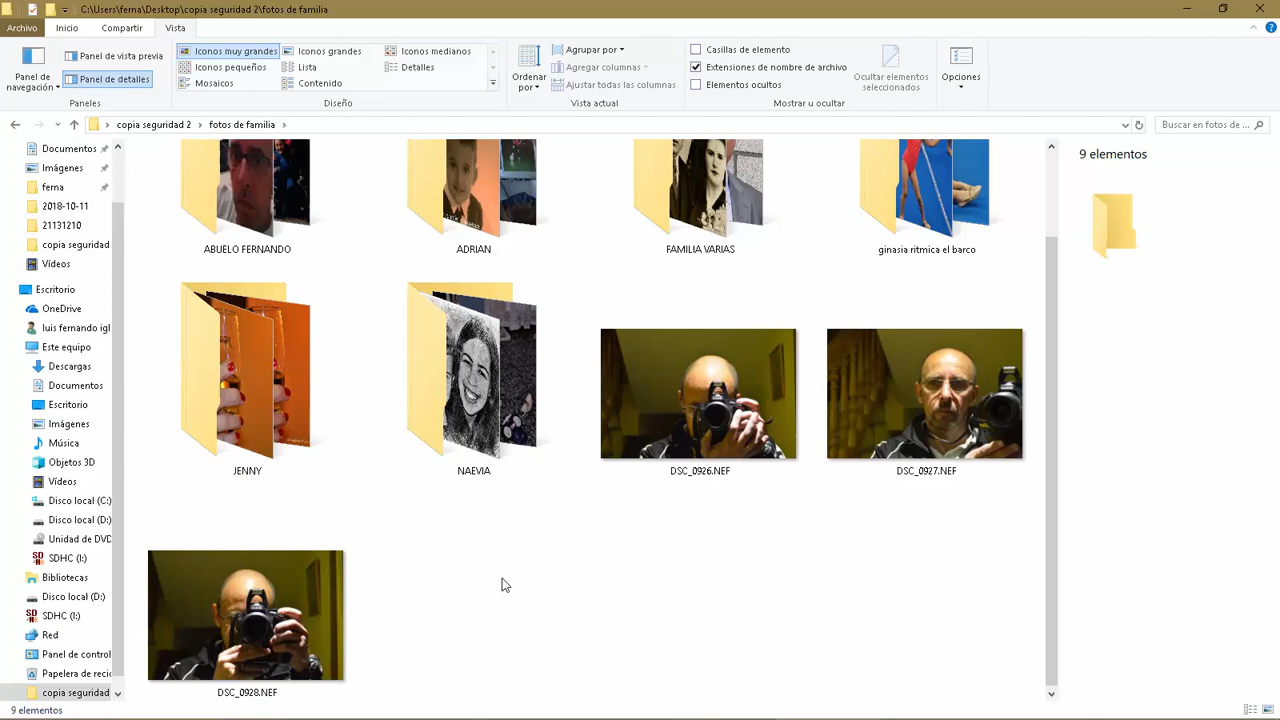 C:\Users\ferna\Desktop\copia seguridad 2\fotos de familia
Archivo
Inicio
Compartir
Vista
Panel de navegación
Panel de vista previa
Panel de detalles
Paneles
Iconos muy grandes
Iconos grandes
Iconos medianos
Iconos pequeños
Lista
Detalles
Mosaicos
Contenido
Diseño
Ordenar por
Agrupar por
Agregar columnas
Ajustar todas las columnas
Vista actual
Casillas de elemento
Extensiones de nombre de archivo
Elementos ocultos
Ocultar elementos seleccionados
Mostrar u ocultar
Opciones
copia seguridad 2
fotos de familia
Buscar en fotos de ...
Documentos
Imágenes
ferna
2018-10-11
21131210
copia seguridad
Vídeos
Escritorio
OneDrive
luis fernando igl
Este equipo
Descargas
Documentos
Escritorio
Imágenes
Música
Objetos 3D
Vídeos
Disco local (C:)
Disco local (D:)
Unidad de DVD
SDHC (I:)
Bibliotecas
Disco local (D:)
SDHC (I:)
Red
Panel de control
Papelera de reci
copia seguridad
ABUELO FERNANDO
ADRIAN
FAMILIA VARIAS
ginasia ritmica el barco
JENNY
NAEVIA
DSC_0926.NEF
DSC_0927.NEF
DSC_0928.NEF
9 elementos
9 elementos